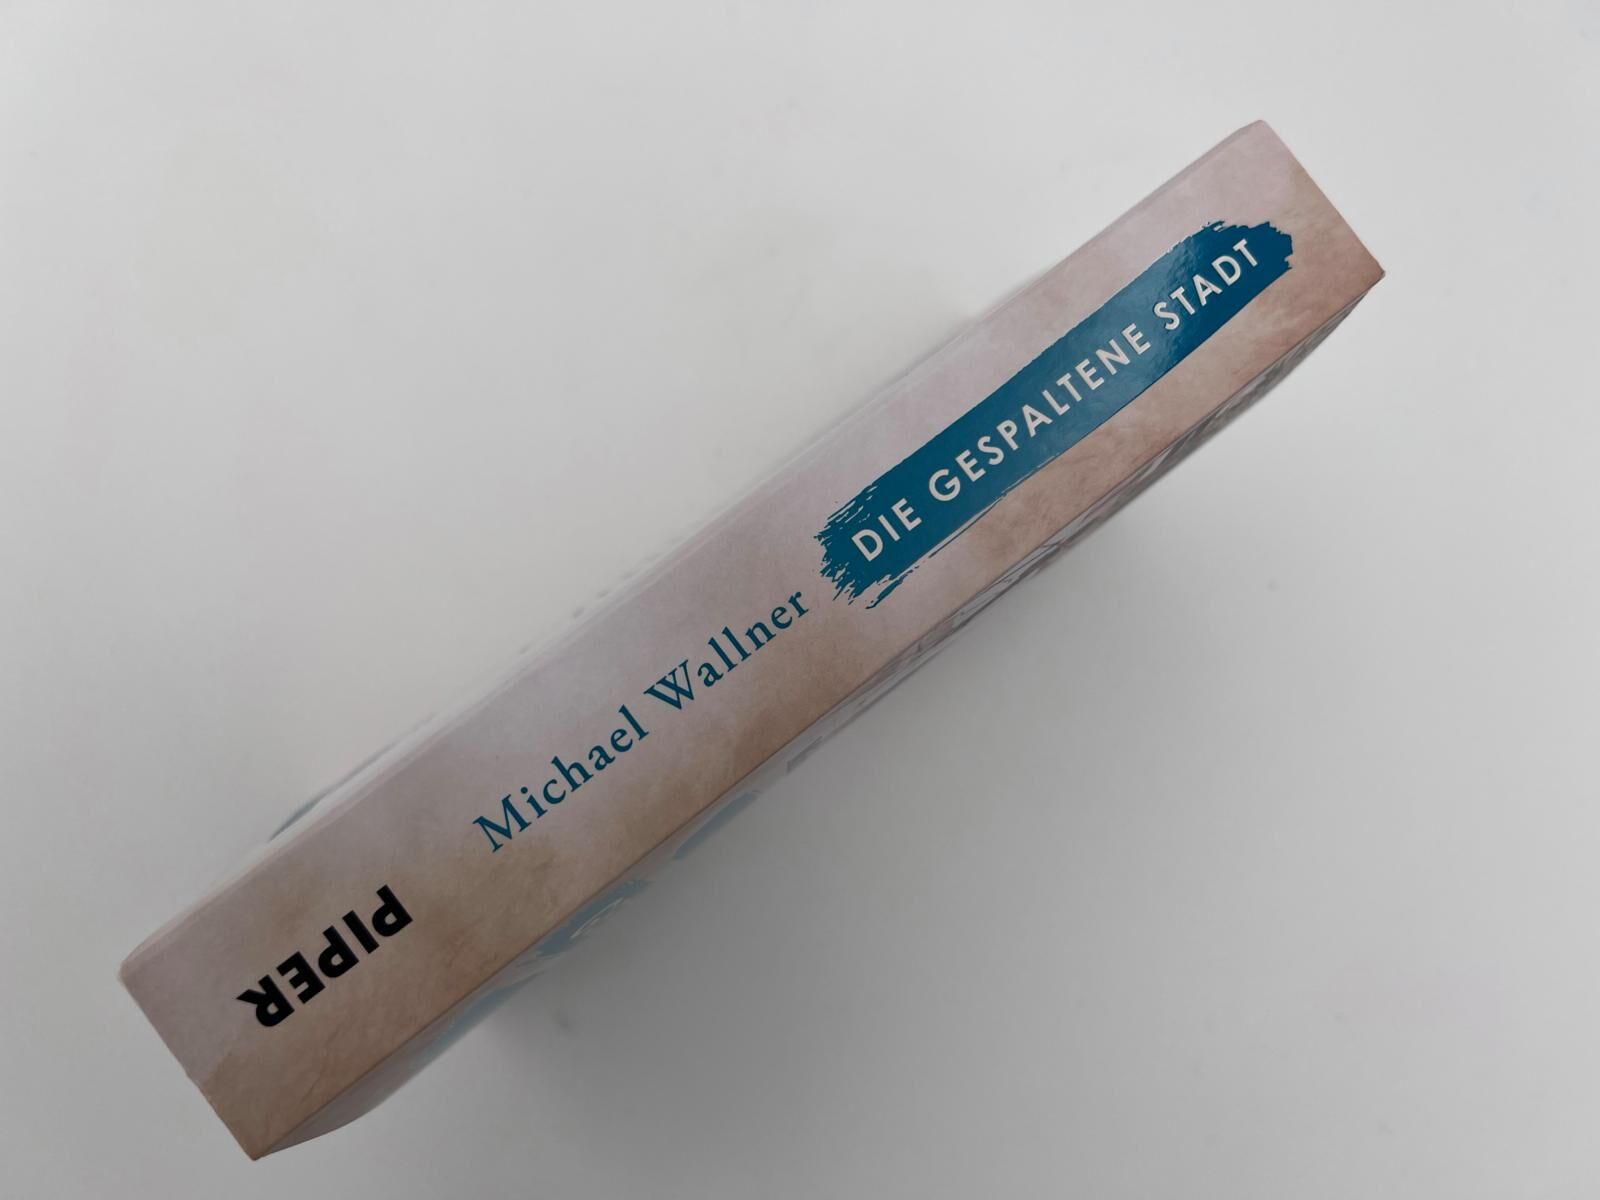 Michael Wallner
DIE GESPALTENE STADT
PIPER